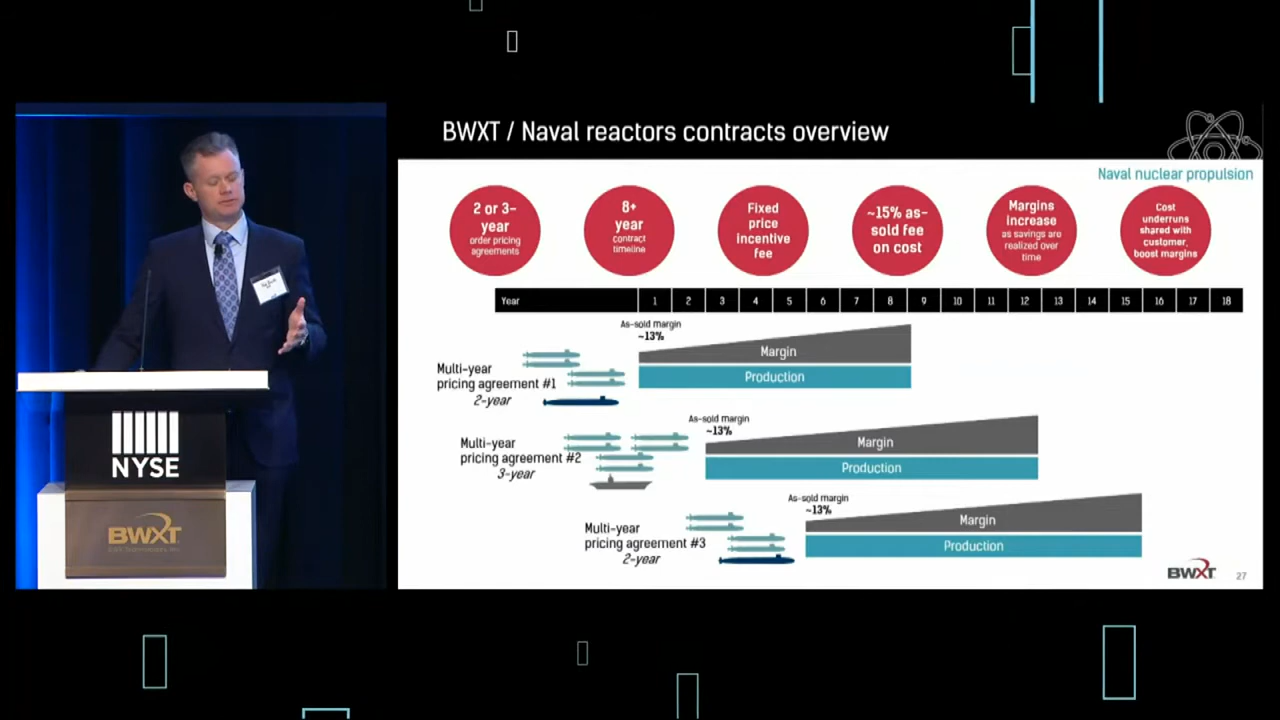 BWXT / Naval reactors contracts overview
Naval nuclear propulsion
2 or 3-
year
order pricing
agreements
8+
year
contract
timeline
Fixed
price
incentive
fee
~15% as-
sold fee
on cost
Margins
increase
as savings are
realized over
time
Cost
underruns
shared with
customer,
boost margins
Year 1 2 3 4 5 6 7 8 9 10 11 12 13 14 15 16 17 18
As-sold margin
~13%
Margin
Production
Multi-year
pricing agreement #1
2-year
As-sold margin
~13%
Margin
Production
Multi-year
pricing agreement #2
3-year
As-sold margin
~13%
Margin
Production
Multi-year
pricing agreement #3
2-year
BWXT
27
NYSE
BWXT